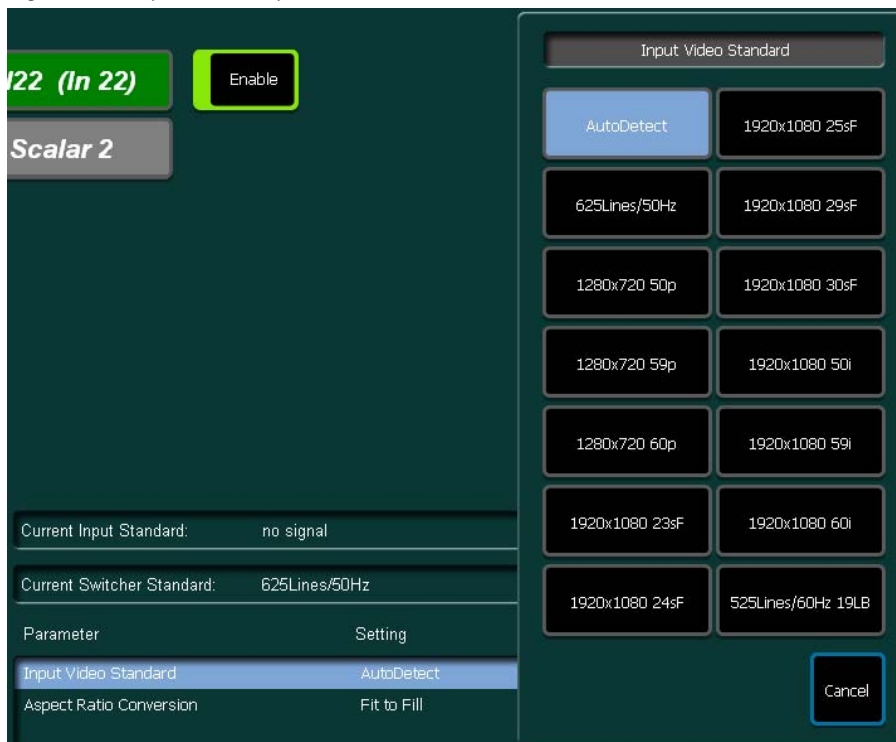 I22 (In 22)
Enable
Scalar 2
Current Input Standard: no signal
Current Switcher Standard: 625Lines/50Hz
Parameter Setting
Input Video Standard AutoDetect
Aspect Ratio Conversion Fit to Fill
Input Video Standard
AutoDetect 1920x1080 25sF
625Lines/50Hz 1920x1080 29sF
1280x720 50p 1920x1080 30sF
1280x720 59p 1920x1080 50i
1280x720 60p 1920x1080 59i
1920x1080 23sF 1920x1080 60i
1920x1080 24sF 525Lines/60Hz 19LB
Cancel